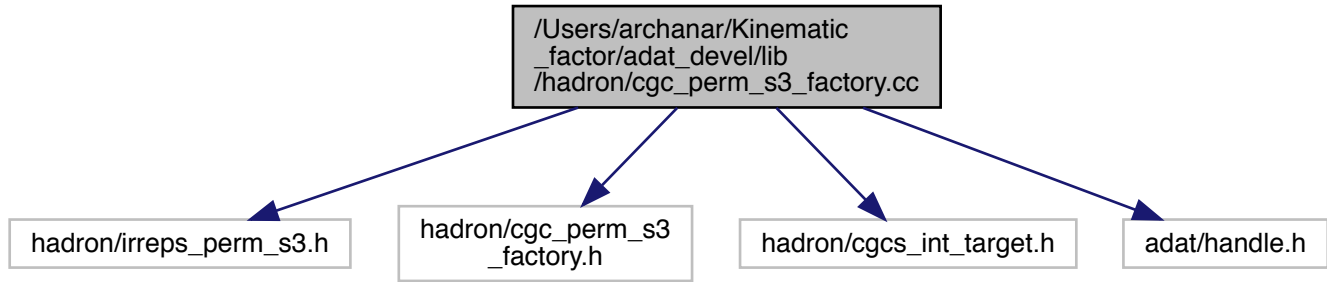 /Users/archanar/Kinematic
_factor/adat_devel/lib
/hadron/cgc_perm_s3_factory.cc
hadron/irreps_perm_s3.h
hadron/cgc_perm_s3
_factory.h
hadron/cgcs_int_target.h
adat/handle.h